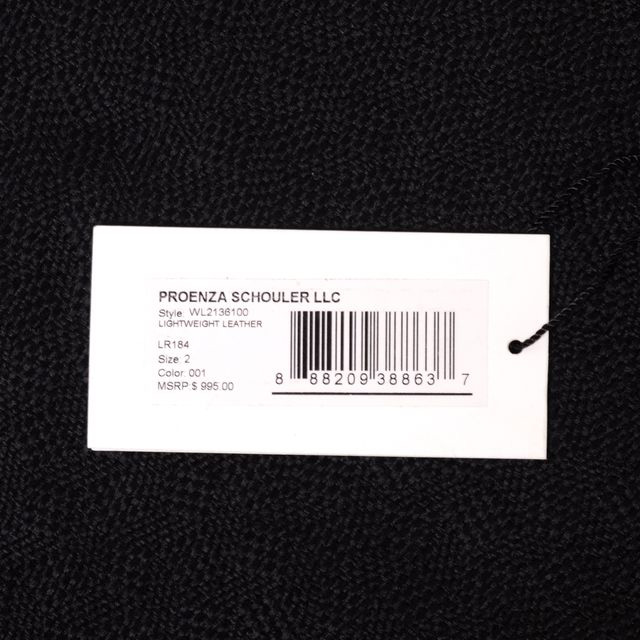 PROENZA SCHOULER LLC
Style: WL2136100
LIGHTWEIGHT LEATHER
LR184
Size: 2
Color: 001
MSRP $ 995.00
8 88209 38863 7